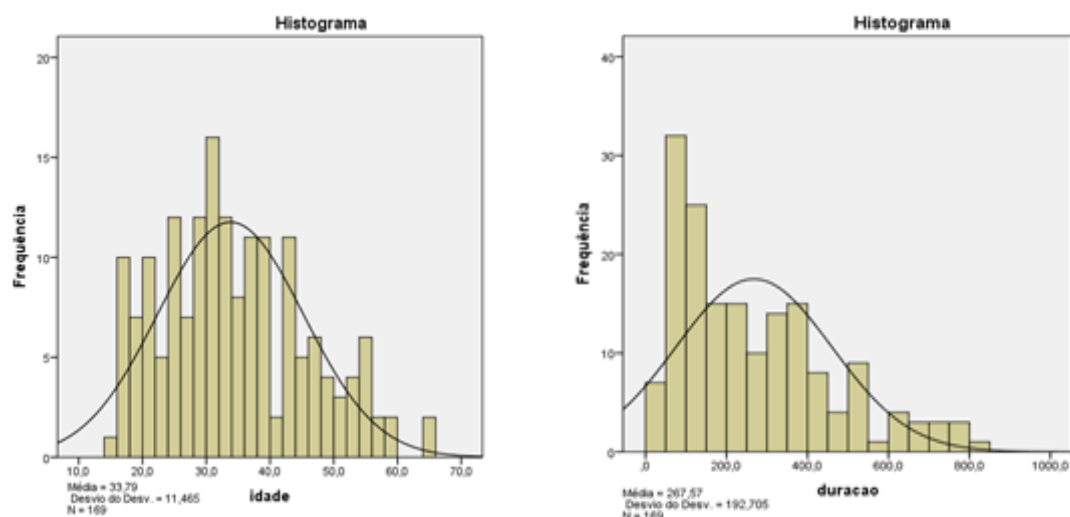 Histograma
20
15
10
5
0
Frequência
10,0 20,0 30,0 40,0 50,0 60,0 70,0
idade
Média = 33,79
Desvio do Desv. = 11,465
N = 169
Histograma
40
30
20
10
0
Frequência
,0 200,0 400,0 600,0 800,0 1000,0
duracao
Média = 267,57
Desvio do Desv. = 192,705
N = 169